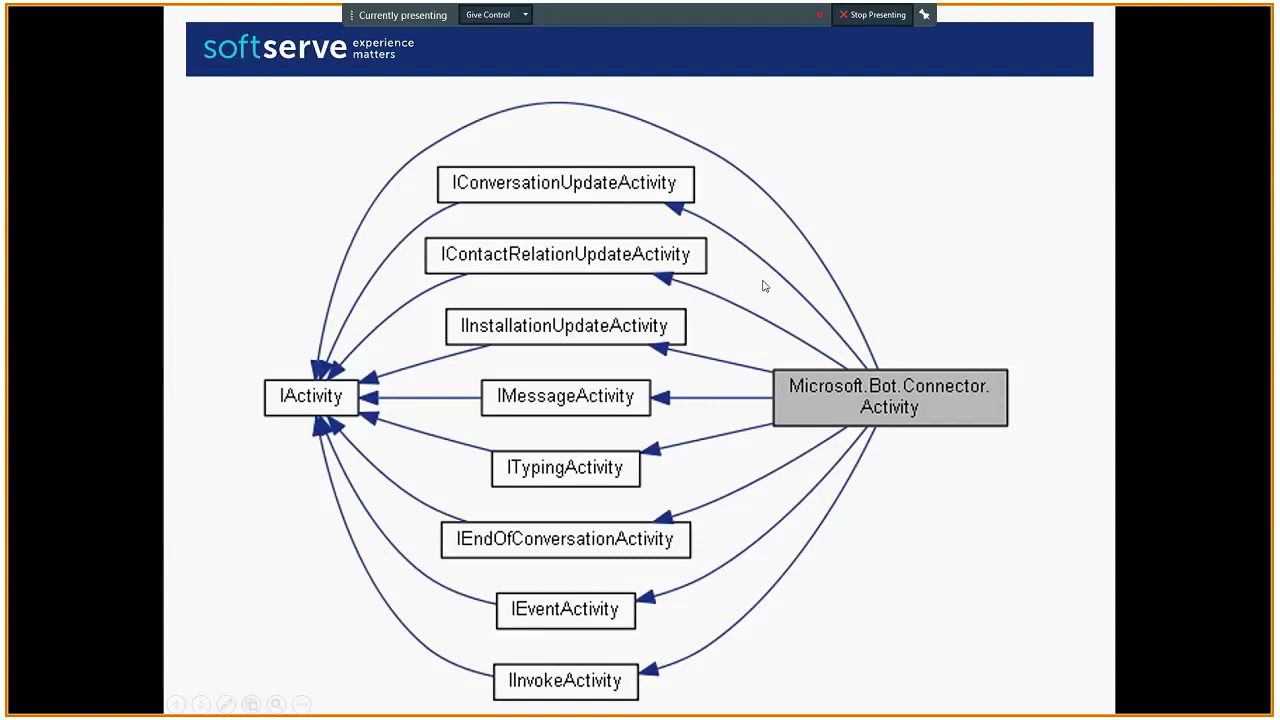 Currently presenting
Give Control
Stop Presenting
softserve experience
matters
IConversationUpdateActivity
IContactRelationUpdateActivity
IInstallationUpdateActivity
IActivity
IMessageActivity
Microsoft.Bot.Connector.
Activity
ITypingActivity
IEndOfConversationActivity
IEventActivity
IInvokeActivity